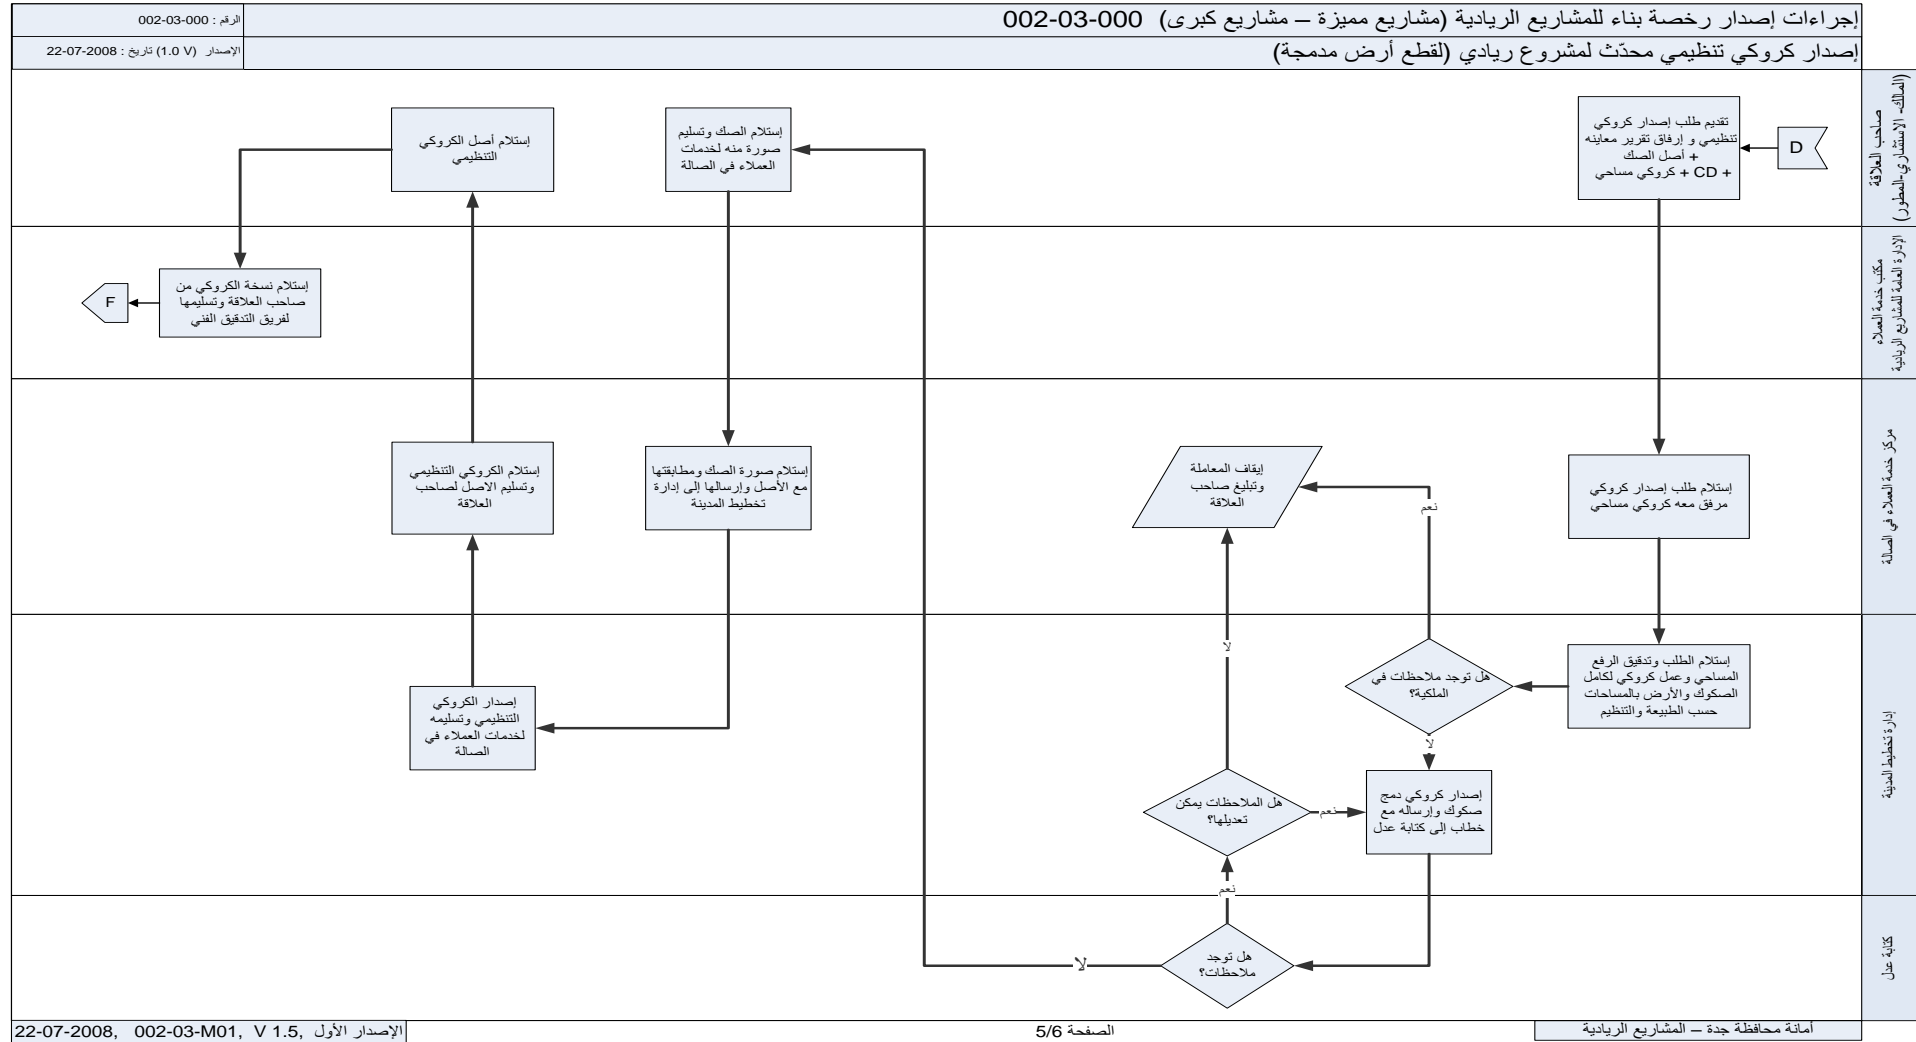 إجراءات إصدار رخصة بناء للمشاريع الريادية (مشاريع مميزة – مشاريع كبرى) 002-03-000
الرقم : 002-03-000
إصدار كروكي تنظيمي محدّث لمشروع ريادي (لقطع أرض مدمجة)
الإصدار (1.0 V) تاريخ : 22-07-2008
صاحب العلاقة
(المالك- الاستشاري-المطور)
D
تقديم طلب إصدار كروكي
تنظيمي و إرفاق تقرير معاينه
+ أصل الصك
+ CD + كروكي مساحي
إستلام الصك وتسليم
صورة منه لخدمات
العملاء في الصالة
إستلام أصل الكروكي
التنظيمي
مكتب خدمة العملاء
الإدارة العامة للمشاريع الريادية
إستلام نسخة الكروكي من
صاحب العلاقة وتسليمها
لفريق التدقيق الفني
F
مركز خدمة العملاء في الصالة
إستلام طلب إصدار كروكي
مرفق معه كروكي مساحي
إيقاف المعاملة
وتبليغ صاحب
العلاقة
نعم
إستلام صورة الصك ومطابقتها
مع الأصل وإرسالها إلى إدارة
تخطيط المدينة
إستلام الكروكي التنظيمي
وتسليم الاصل لصاحب
العلاقة
إدارة تخطيط المدينة
إستلام الطلب وتدقيق الرفع
المساحي وعمل كروكي لكامل
الصكوك والأرض بالمساحات
حسب الطبيعة والتنظيم
هل توجد ملاحظات في
الملكية؟
لا
لا
إصدار كروكي دمج
صكوك وإرساله مع
خطاب إلى كتابة عدل
نعم
هل الملاحظات يمكن
تعديلها؟
إصدار الكروكي
التنظيمي وتسليمه
لخدمات العملاء في
الصالة
كتابة عدل
نعم
هل توجد
ملاحظات؟
لا
أمانة محافظة جدة – المشاريع الريادية
الصفحة 5/6
الإصدار الأول ,22-07-2008, 002-03-M01, V 1.5